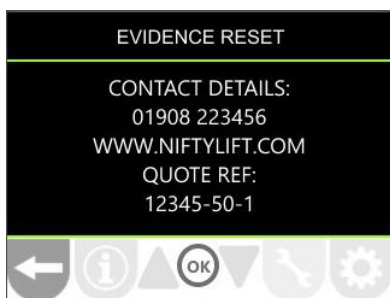 EVIDENCE RESET
CONTACT DETAILS:
01908 223456
WWW.NIFTYLIFT.COM
QUOTE REF:
12345-50-1
OK